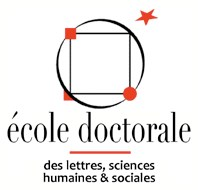 école doctorale
des lettres, sciences
humaines & sociales